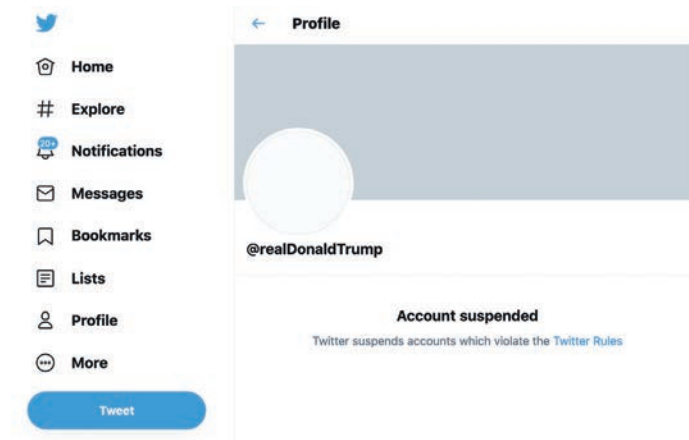 Profile
Home
Explore
20+
Notifications
Messages
Bookmarks
Lists
Profile
More
Tweet
@realDonaldTrump
Account suspended
Twitter suspends accounts which violate the Twitter Rules